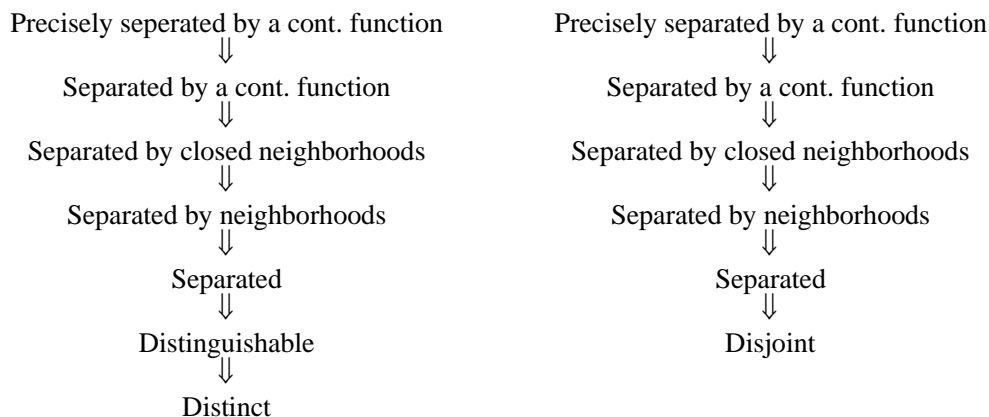 Precisely seperated by a cont. function
⇓
Separated by a cont. function
⇓
Separated by closed neighborhoods
⇓
Separated by neighborhoods
⇓
Separated
⇓
Distinguishable
⇓
Distinct
Precisely separated by a cont. function
⇓
Separated by a cont. function
⇓
Separated by closed neighborhoods
⇓
Separated by neighborhoods
⇓
Separated
⇓
Disjoint